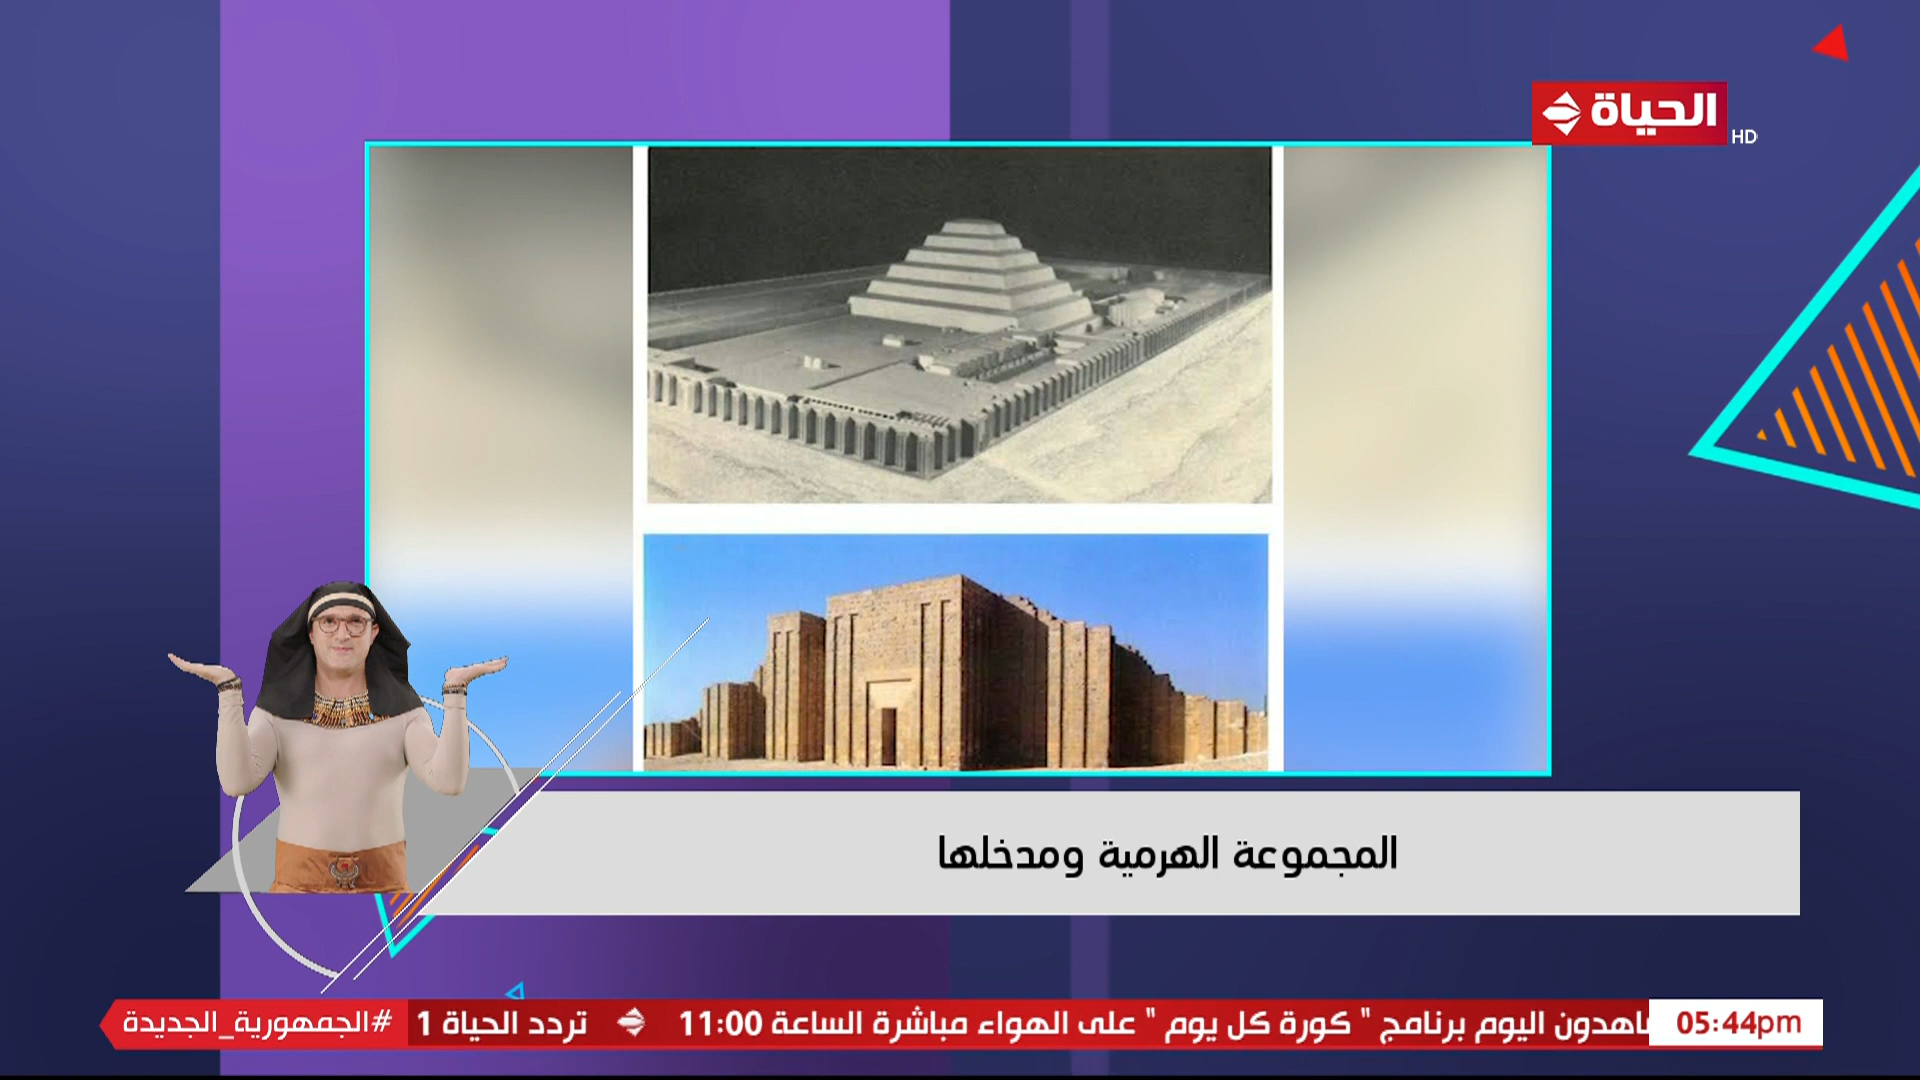 الحياة
HD
المجموعة الهرمية ومدخلها
05:44pm
اليوم برنامج " كورة كل يوم " على الهواء مباشرة الساعة 11:00 تردد الحياة 1
#الجمهورية_الجديدة